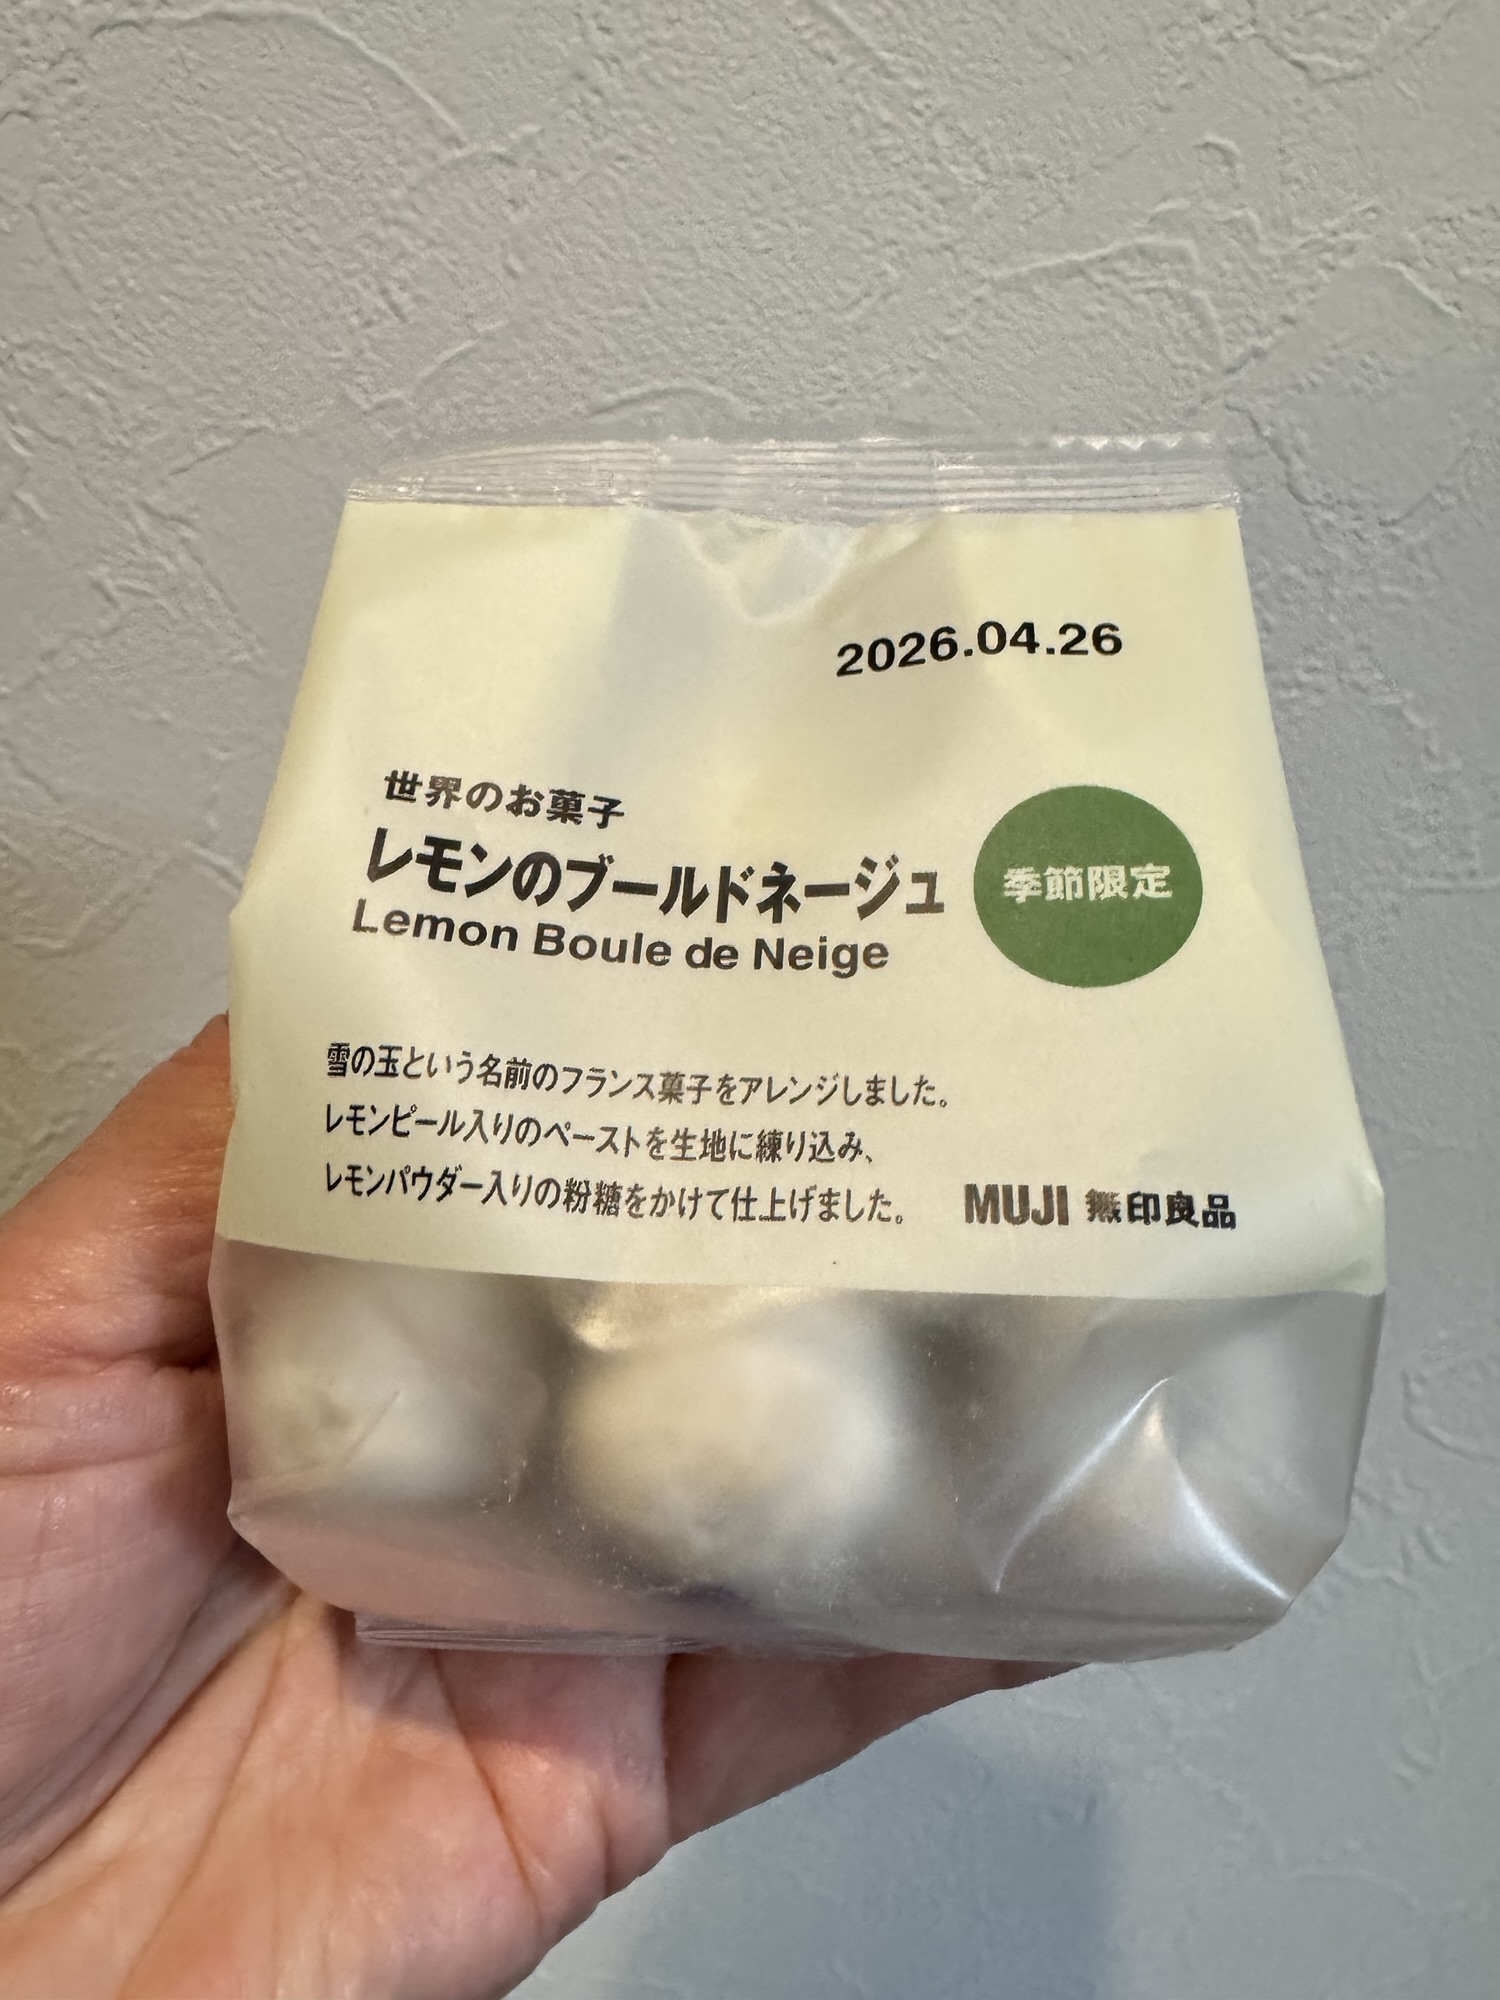 2026.04.26
世界のお菓子
レモンのブールドネージュ
Lemon Boule de Neige
季節限定
雪の玉という名前のフランス菓子をアレンジしました。
レモンピール入りのペーストを生地に練り込み、
レモンパウダー入りの粉糖をかけて仕上げました。
MUJI 無印良品